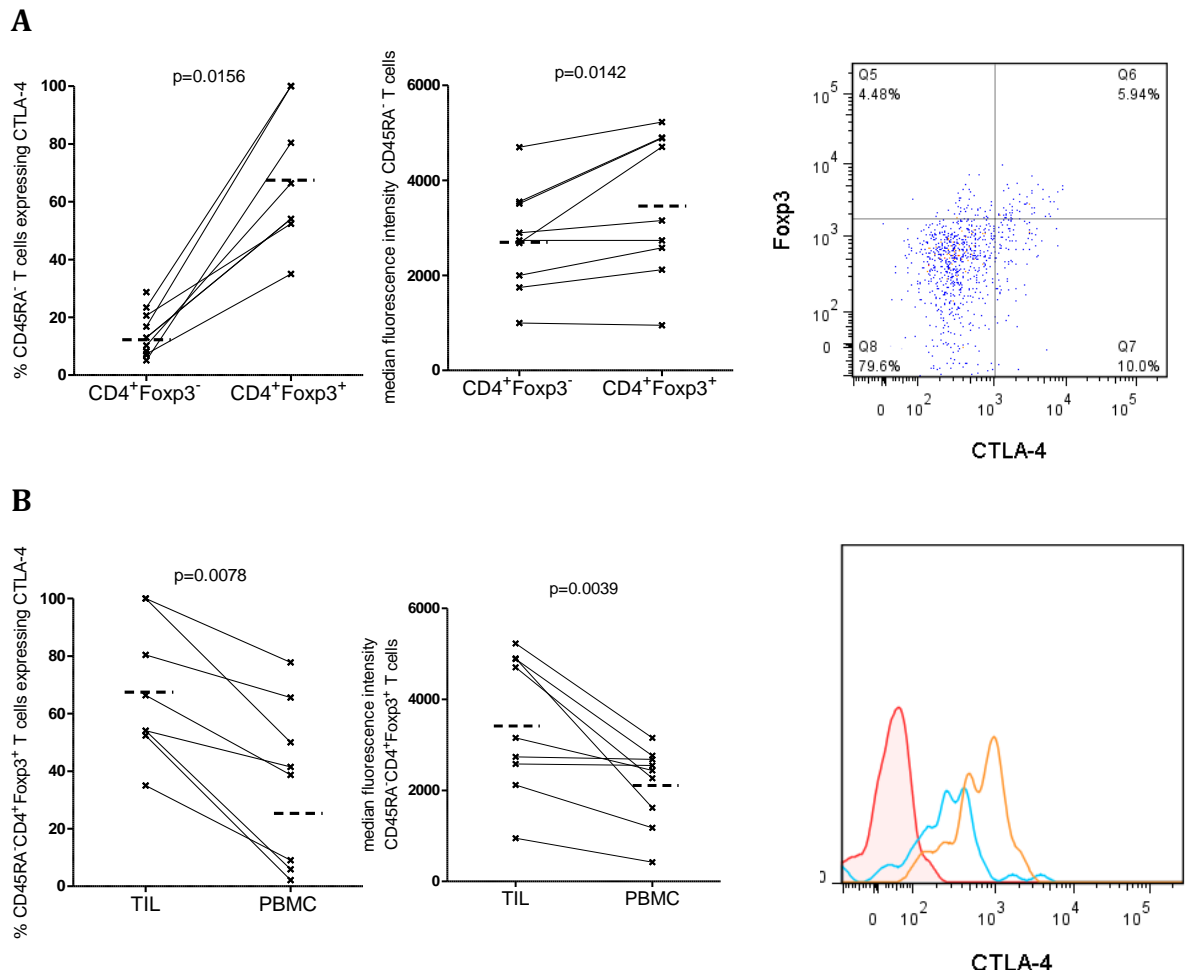 A
p=0.0156
% CD45RA⁻ T cells expressing CTLA-4
100
80
60
40
20
0
CD4⁺Foxp3⁻
CD4⁺Foxp3⁺
p=0.0142
median fluorescence intensity CD45RA⁻ T cells
6000
4000
2000
0
CD4⁺Foxp3⁻
CD4⁺Foxp3⁺
Q5
4.48%
Q6
5.94%
Q8
79.6%
Q7
10.0%
Foxp3
10⁵
10⁴
10³
10²
0
0
10²
10³
10⁴
10⁵
CTLA-4
B
p=0.0078
% CD45RA⁻CD4⁺Foxp3⁺ T cells expressing CTLA-4
100
80
60
40
20
0
TIL
PBMC
p=0.0039
median fluorescence intensity
CD45RA⁻CD4⁺Foxp3⁺ T cells
6000
4000
2000
0
TIL
PBMC
0
0
10²
10³
10⁴
10⁵
CTLA-4